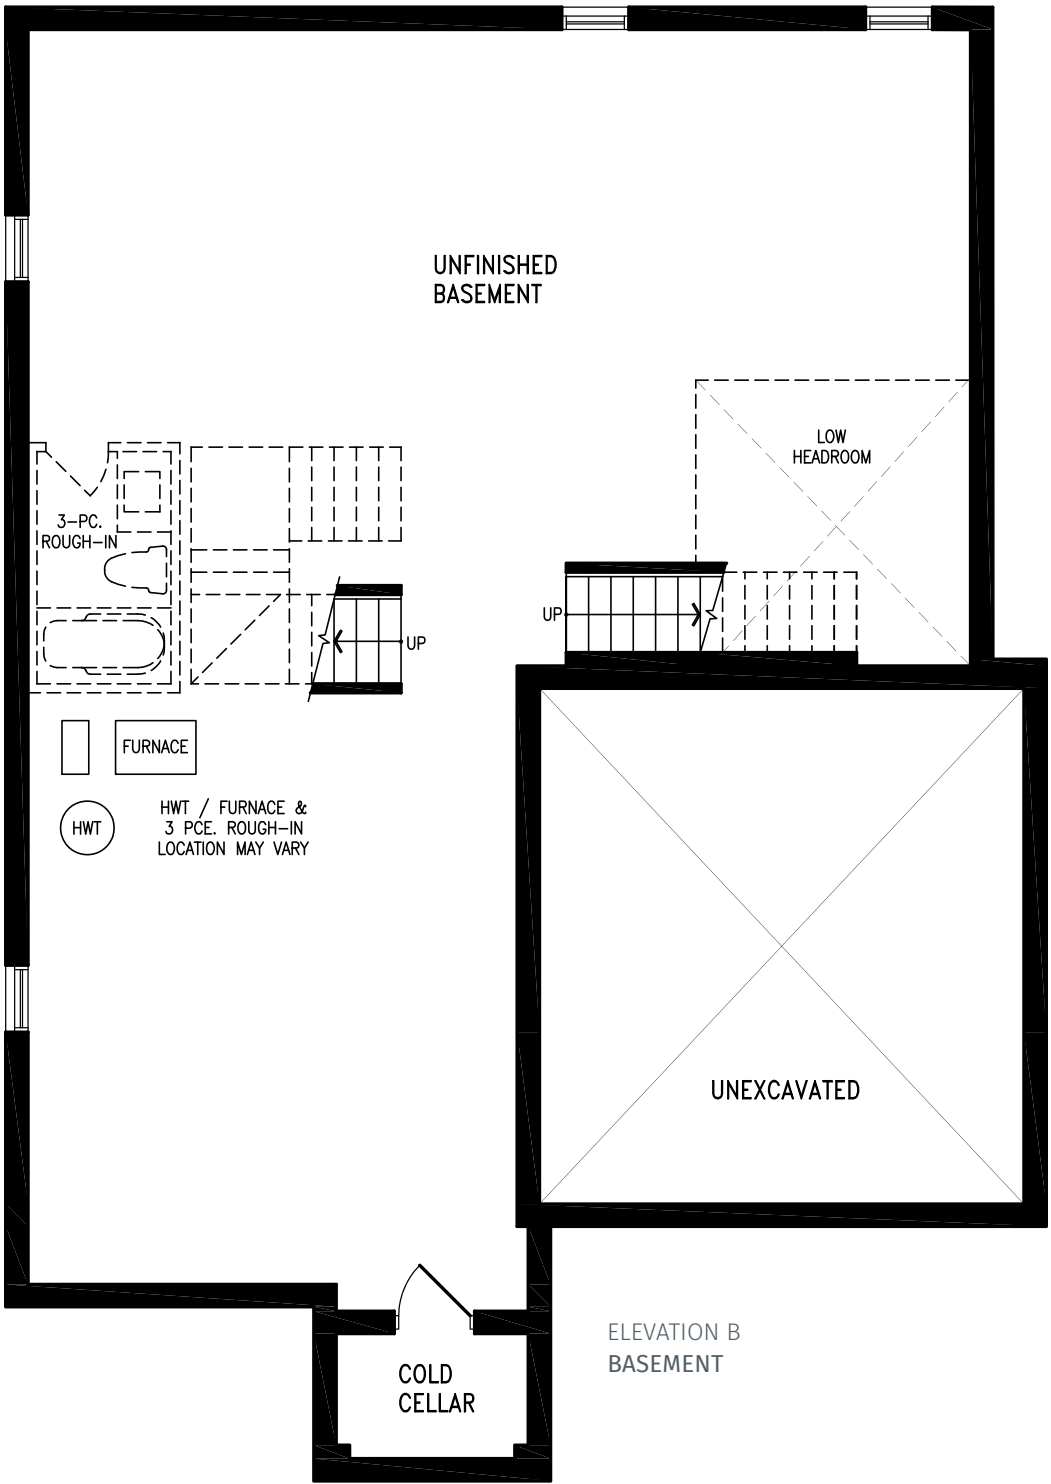 UNFINISHED
BASEMENT
LOW
HEADROOM
3-PC.
ROUGH-IN
UP
UP
FURNACE
HWT
HWT / FURNACE &
3 PCE. ROUGH-IN
LOCATION MAY VARY
UNEXCAVATED
COLD
CELLAR
ELEVATION B
BASEMENT